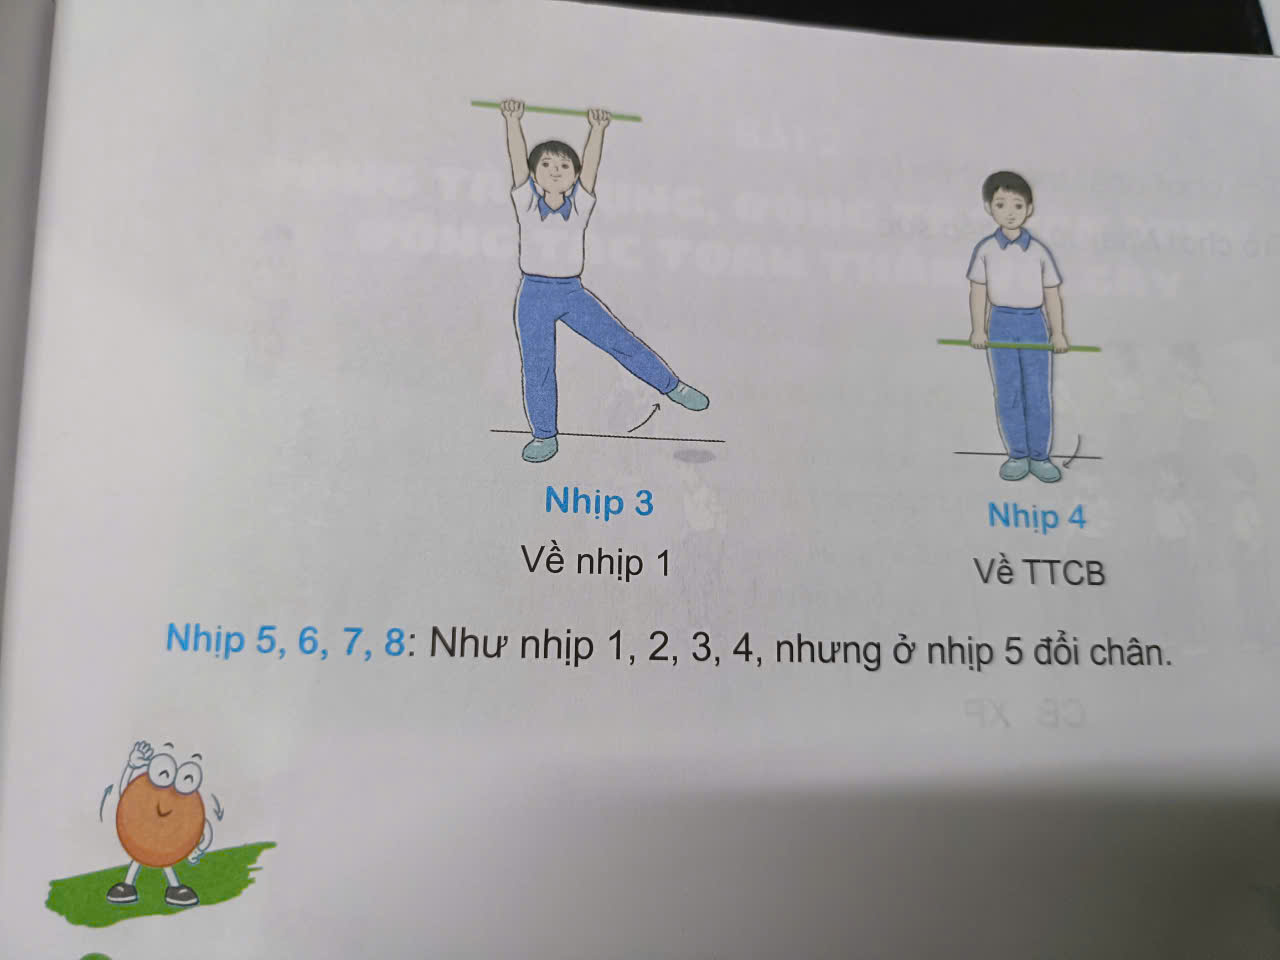 Nhịp 3
Nhịp 4
Về nhịp 1
Về TTCB
Nhịp 5, 6, 7, 8: Như nhịp 1, 2, 3, 4, nhưng ở nhịp 5 đổi chân.